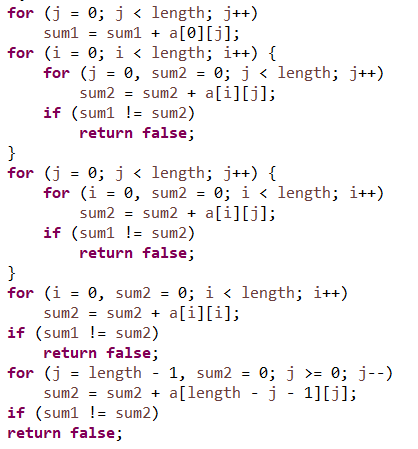 for (j = 0; j < length; j++)
    sum1 = sum1 + a[0][j];
for (i = 0; i < length; i++) {
    for (j = 0, sum2 = 0; j < length; j++)
        sum2 = sum2 + a[i][j];
    if (sum1 != sum2)
        return false;
}
for (j = 0; j < length; j++) {
    for (i = 0, sum2 = 0; i < length; i++)
        sum2 = sum2 + a[i][j];
    if (sum1 != sum2)
        return false;
}
for (i = 0, sum2 = 0; i < length; i++)
    sum2 = sum2 + a[i][i];
if (sum1 != sum2)
    return false;
for (j = length - 1, sum2 = 0; j >= 0; j--)
    sum2 = sum2 + a[length - j - 1][j];
if (sum1 != sum2)
return false;